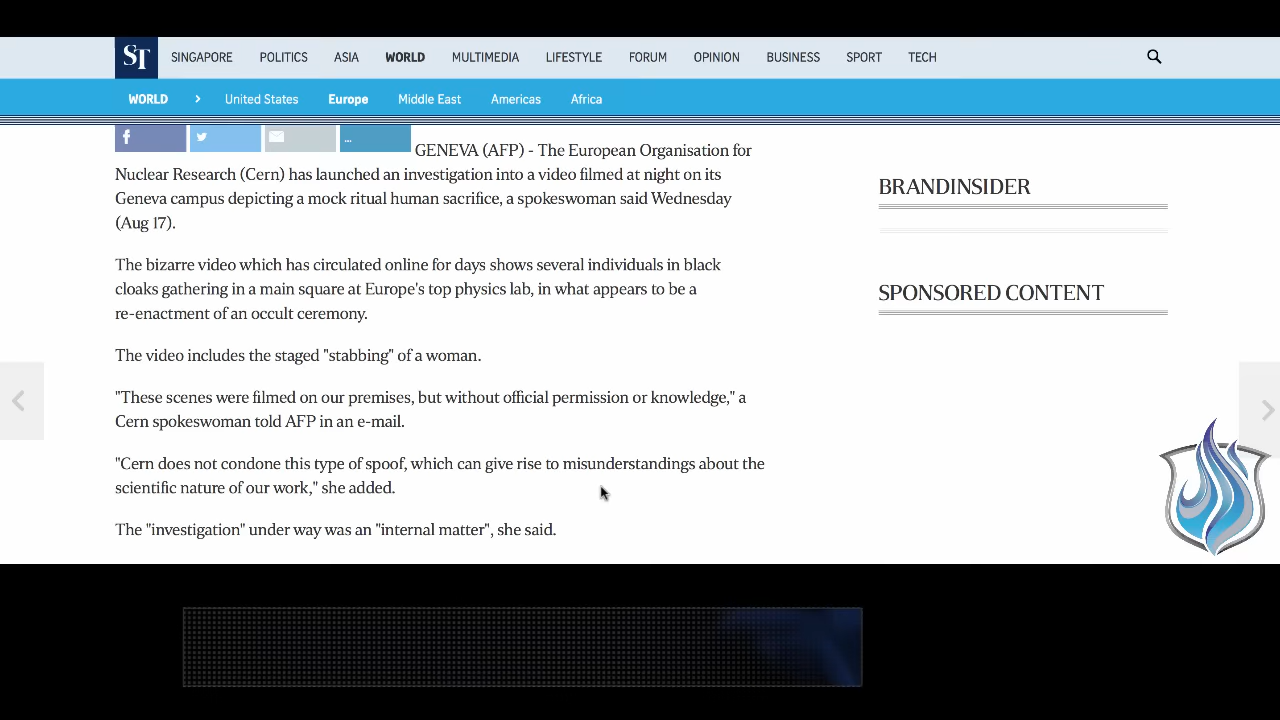 ST SINGAPORE POLITICS ASIA WORLD MULTIMEDIA LIFESTYLE FORUM OPINION BUSINESS SPORT TECH
WORLD > United States Europe Middle East Americas Africa
f ... GENEVA (AFP) - The European Organisation for
Nuclear Research (Cern) has launched an investigation into a video filmed at night on its
Geneva campus depicting a mock ritual human sacrifice, a spokeswoman said Wednesday
(Aug 17).
The bizarre video which has circulated online for days shows several individuals in black
cloaks gathering in a main square at Europe's top physics lab, in what appears to be a
re-enactment of an occult ceremony.
The video includes the staged "stabbing" of a woman.
"These scenes were filmed on our premises, but without official permission or knowledge," a
Cern spokeswoman told AFP in an e-mail.
"Cern does not condone this type of spoof, which can give rise to misunderstandings about the
scientific nature of our work," she added.
The "investigation" under way was an "internal matter", she said.
BRANDINSIDER
SPONSORED CONTENT